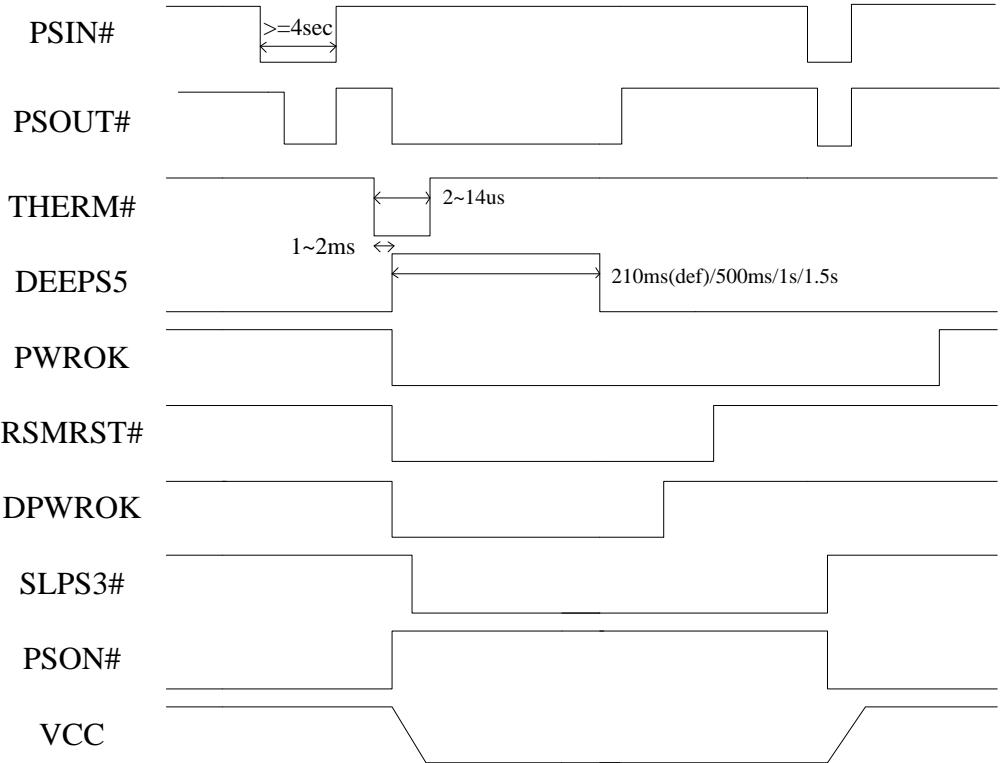 PSIN#
>=4sec
PSOUT#
THERM#
2~14us
1~2ms
DEEPS5
210ms(def)/500ms/1s/1.5s
PWROK
RSMRST#
DPWROK
SLPS3#
PSON#
VCC